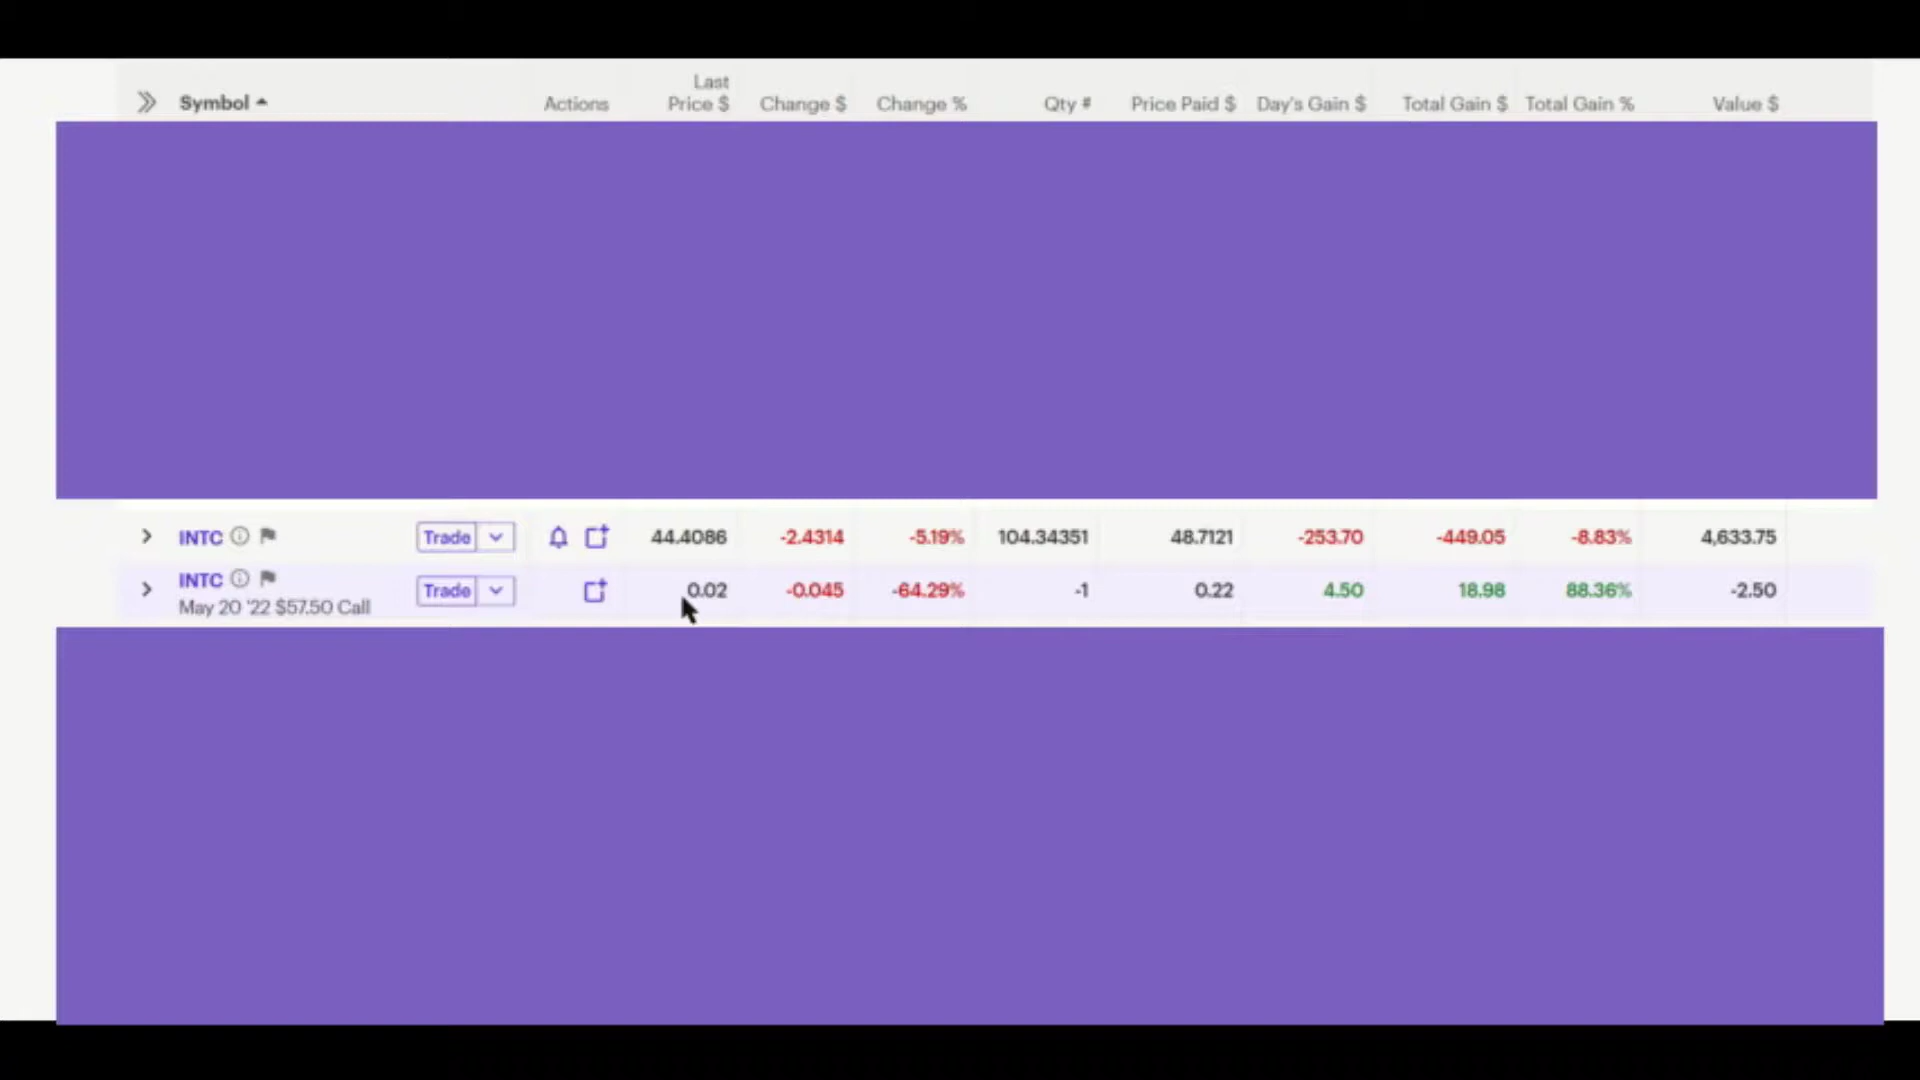 Symbol Actions Last Price $ Change $ Change % Qty # Price Paid $ Day's Gain $ Total Gain $ Total Gain % Value $
INTC Trade 44.4086 -2.4314 -5.19% 104.34351 48.7121 -253.70 -449.05 -8.83% 4,633.75
INTC Trade 0.02 -0.045 -64.29% -1 0.22 4.50 18.98 88.36% -2.50
May 20 '22 $57.50 Call